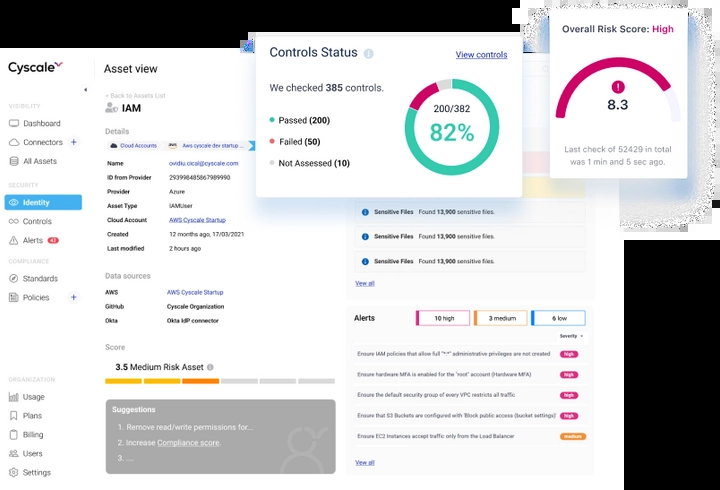 Cyscale
VISIBILITY
Dashboard
Connectors +
All Assets
SECURITY
Identity
Controls
Alerts 43
COMPLIANCE
Standards
Policies +
ORGANIZATION
Usage
Plans
Billing
Users
Settings
Asset view
< Back to Assets List
IAM
Details
Cloud Accounts aws Aws cyscale dev startup ...
Name ovidiu.cical@cyscale.com
ID from Provider 293998485867989990
Provider Azure
Asset Type IAMUser
Cloud Account AWS Cyscale Startup
Created 12 months ago, 17/03/2021
Last modified 2 hours ago
Data sources
AWS AWS Cyscale Startup
GitHub Cyscale Organization
Okta Okta IdP connector
Score
3.5 Medium Risk Asset
Suggestions
1. Remove read/write permissions for...
2. Increase Compliance score.
3. ...
Controls Status
View controls
We checked 385 controls.
Passed (200)
Failed (50)
Not Assessed (10)
200/382
82%
Overall Risk Score: High
8.3
Last check of 52429 in total
was 1 min and 5 sec ago.
Sensitive Files Found 13,900 sensitive files.
Sensitive Files Found 13,900 sensitive files.
Sensitive Files Found 13,900 sensitive files.
View all
Alerts
10 high
3 medium
6 low
Severity
Ensure IAM policies that allow full "*:*" administrative privileges are not created high
Ensure hardware MFA is enabled for the "root" account (Hardware MFA) high
Ensure the default security group of every VPC restricts all traffic high
Ensure that S3 Buckets are configured with 'Block public access (bucket settings)' high
Ensure EC2 Instances accept traffic only from the Load Balancer medium
View all